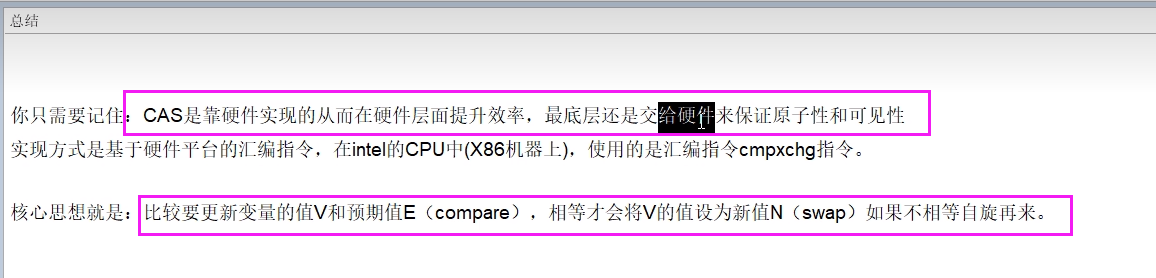 总结
你只需要记住：CAS是靠硬件实现的从而在硬件层面提升效率，最底层还是交给硬件来保证原子性和可见性
实现方式是基于硬件平台的汇编指令，在intel的CPU中(X86机器上)，使用的是汇编指令cmpxchg指令。
核心思想就是：比较要更新变量的值V和预期值E（compare），相等才会将V的值设为新值N（swap）如果不相等自旋再来。